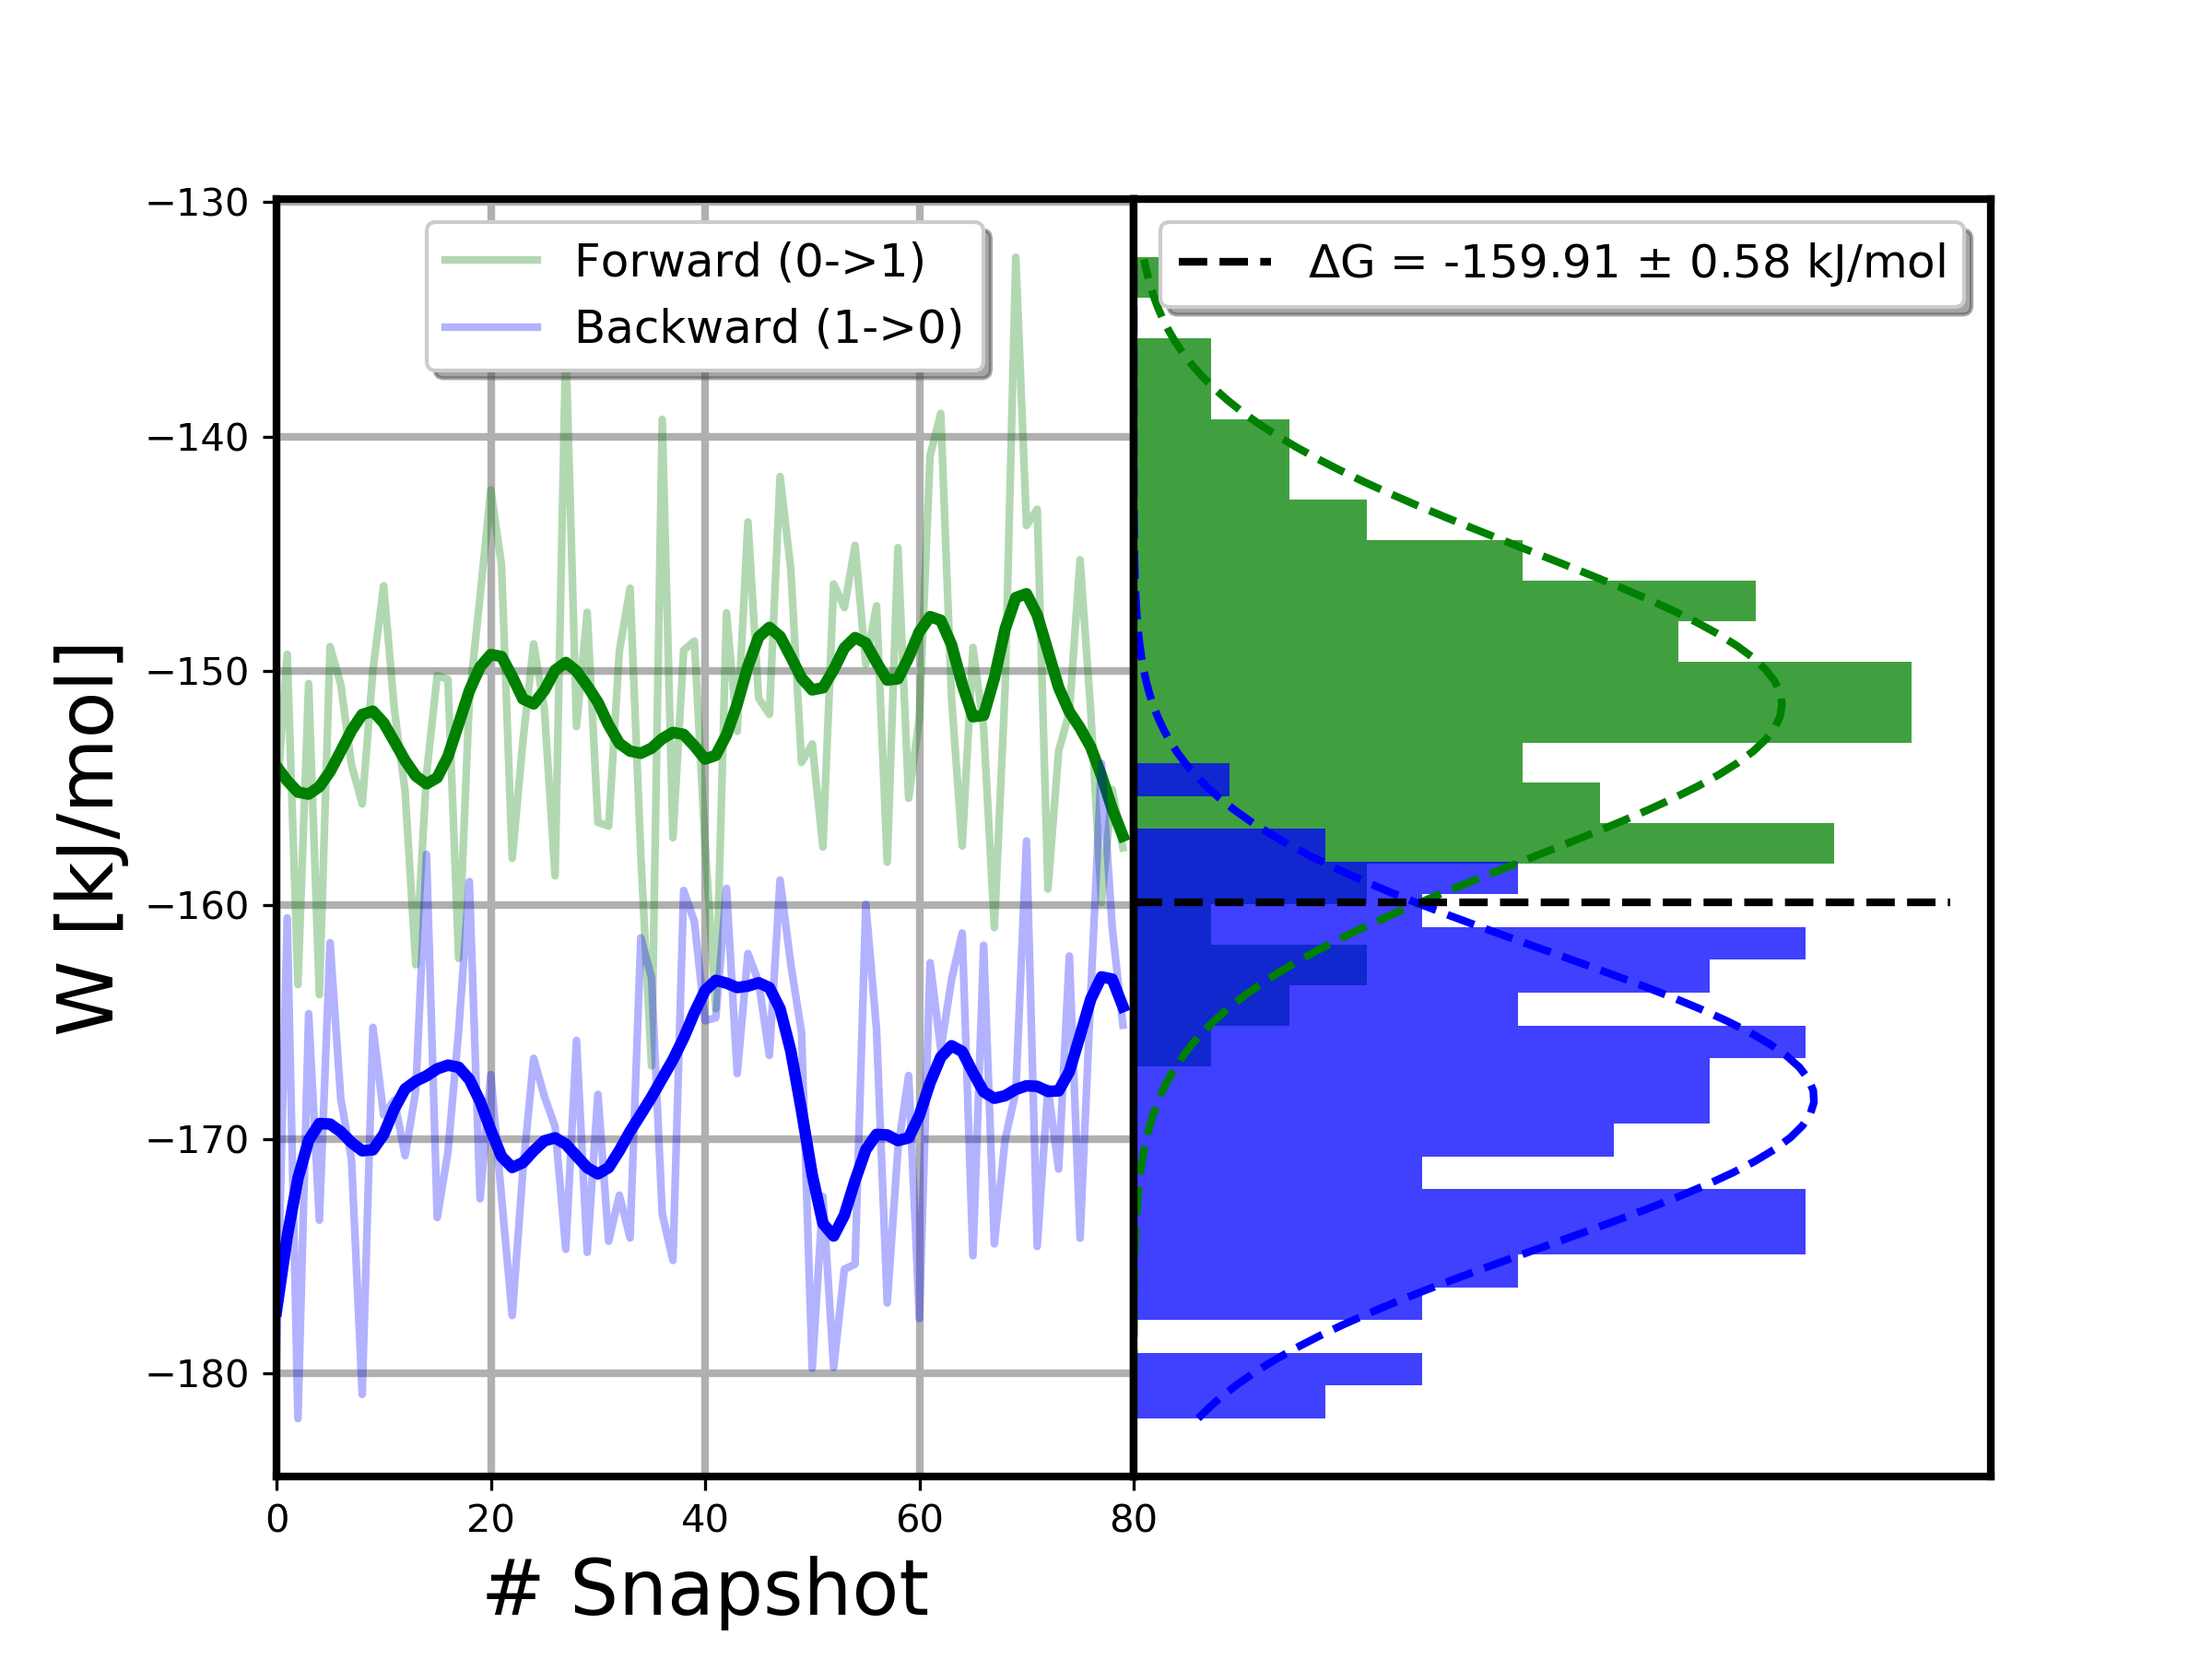 Forward (0->1)
Backward (1->0)
ΔG = -159.91 ± 0.58 kJ/mol
W [kJ/mol]
−130
−140
−150
−160
−170
−180
0 20 40 60 80
# Snapshot